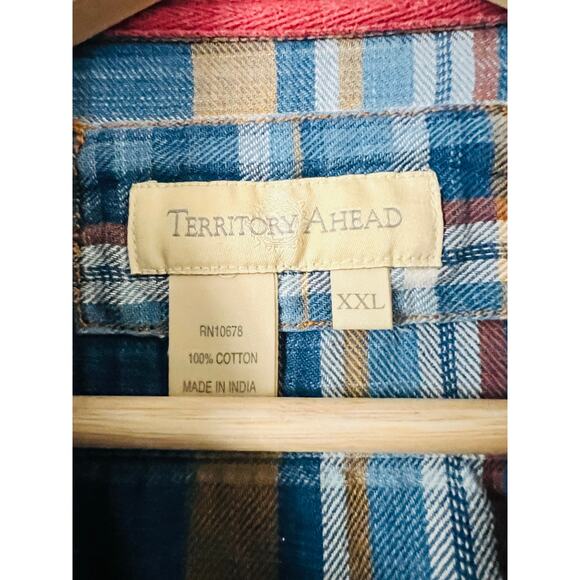 TERRITORY AHEAD
XXL
RN10678
100% COTTON
MADE IN INDIA